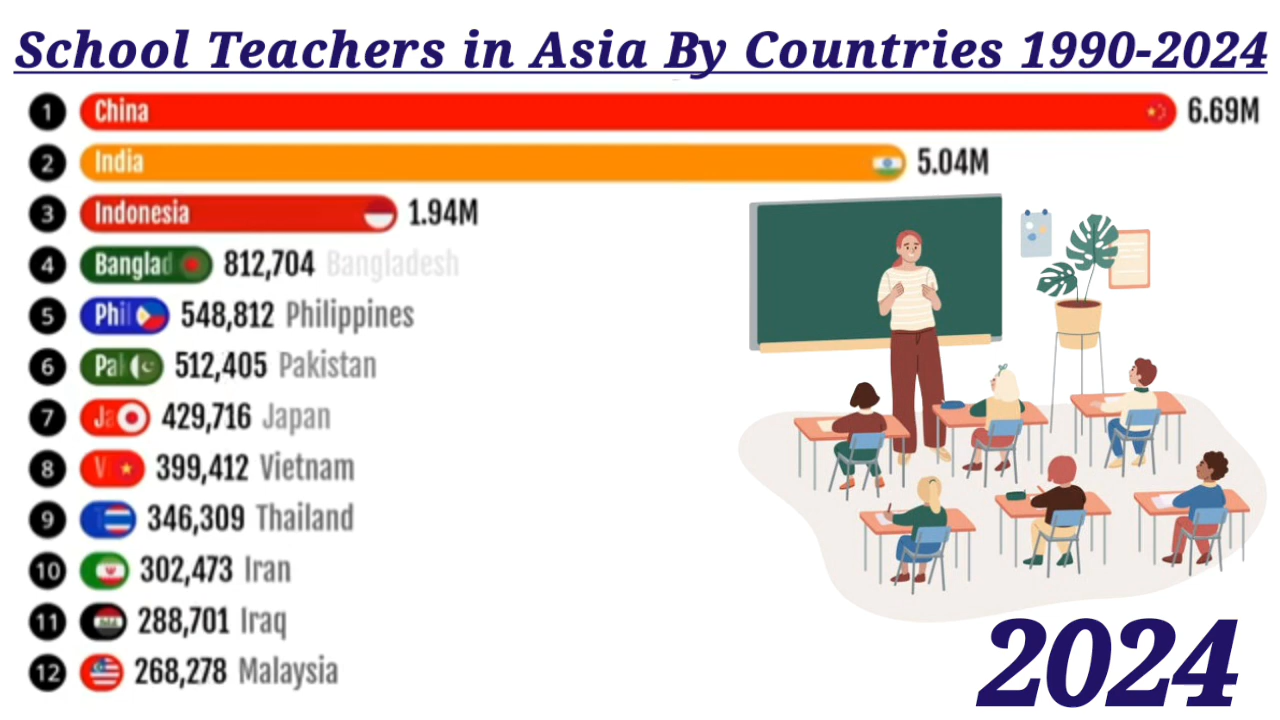 School Teachers in Asia By Countries 1990-2024
1 China 6.69M
2 India 5.04M
3 Indonesia 1.94M
4 Banglad 812,704 Bangladesh
5 Phil 548,812 Philippines
6 Pal 512,405 Pakistan
7 Ja 429,716 Japan
8 V 399,412 Vietnam
9 346,309 Thailand
10 302,473 Iran
11 288,701 Iraq
12 268,278 Malaysia
2024